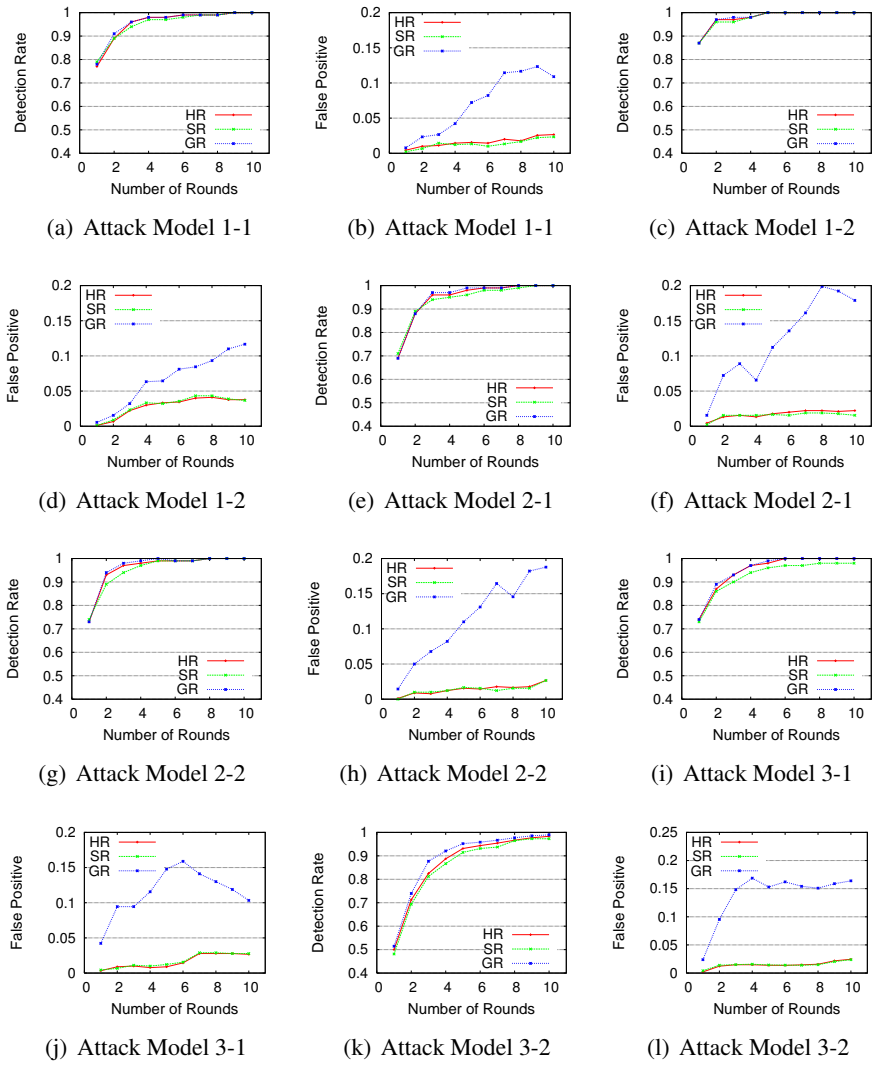 1
0.9
0.8
0.7
0.6
0.5
0.4
0 2 4 6 8 10
Detection Rate
Number of Rounds
HR
SR
GR
(a) Attack Model 1-1
0.2
0.15
0.1
0.05
0
0 2 4 6 8 10
False Positive
Number of Rounds
HR
SR
GR
(b) Attack Model 1-1
1
0.9
0.8
0.7
0.6
0.5
0.4
0 2 4 6 8 10
Detection Rate
Number of Rounds
HR
SR
GR
(c) Attack Model 1-2
0.2
0.15
0.1
0.05
0
0 2 4 6 8 10
False Positive
Number of Rounds
HR
SR
GR
(d) Attack Model 1-2
1
0.9
0.8
0.7
0.6
0.5
0.4
0 2 4 6 8 10
Detection Rate
Number of Rounds
HR
SR
GR
(e) Attack Model 2-1
0.2
0.15
0.1
0.05
0
0 2 4 6 8 10
False Positive
Number of Rounds
HR
SR
GR
(f) Attack Model 2-1
1
0.9
0.8
0.7
0.6
0.5
0.4
0 2 4 6 8 10
Detection Rate
Number of Rounds
HR
SR
GR
(g) Attack Model 2-2
0.2
0.15
0.1
0.05
0
0 2 4 6 8 10
False Positive
Number of Rounds
HR
SR
GR
(h) Attack Model 2-2
1
0.9
0.8
0.7
0.6
0.5
0.4
0 2 4 6 8 10
Detection Rate
Number of Rounds
HR
SR
GR
(i) Attack Model 3-1
0.2
0.15
0.1
0.05
0
0 2 4 6 8 10
False Positive
Number of Rounds
HR
SR
GR
(j) Attack Model 3-1
1
0.9
0.8
0.7
0.6
0.5
0.4
0 2 4 6 8 10
Detection Rate
Number of Rounds
HR
SR
GR
(k) Attack Model 3-2
0.25
0.2
0.15
0.1
0.05
0
0 2 4 6 8 10
False Positive
Number of Rounds
HR
SR
GR
(l) Attack Model 3-2